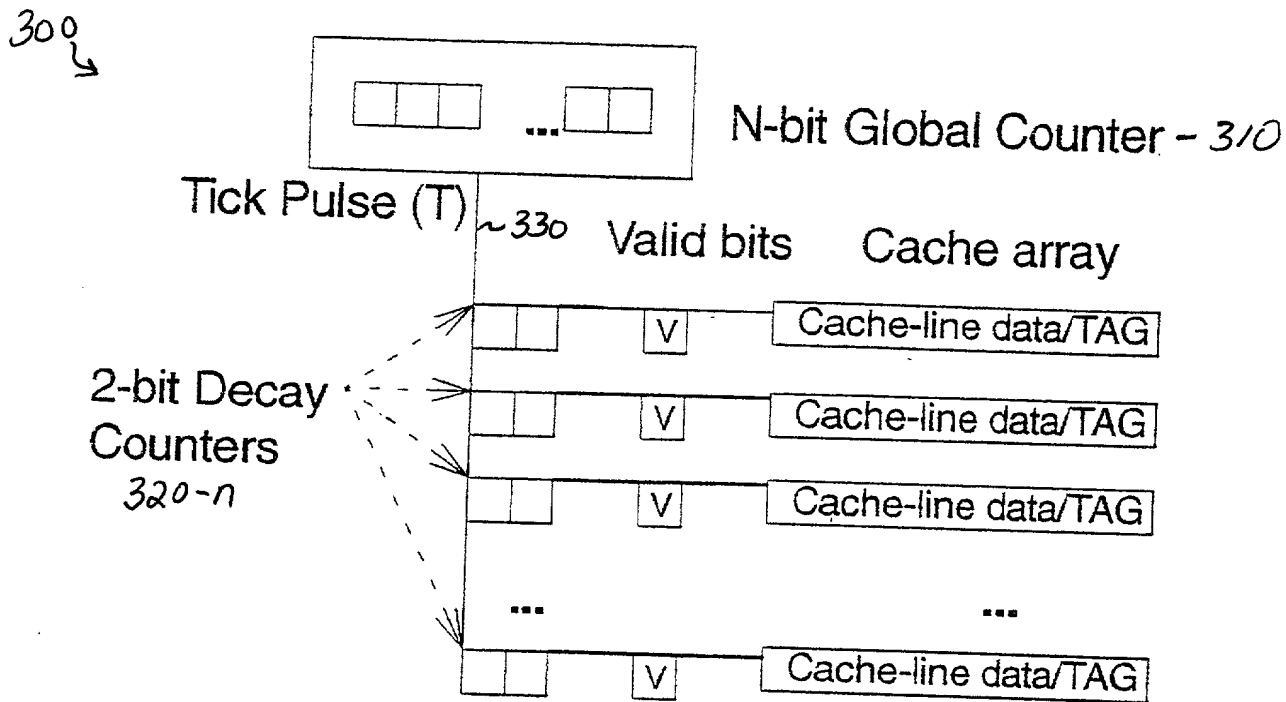 300
... N-bit Global Counter - 310
Tick Pulse (T) ~330
Valid bits Cache array
V Cache-line data/TAG
2-bit Decay
Counters
320-n
V Cache-line data/TAG
V Cache-line data/TAG
... ...
V Cache-line data/TAG